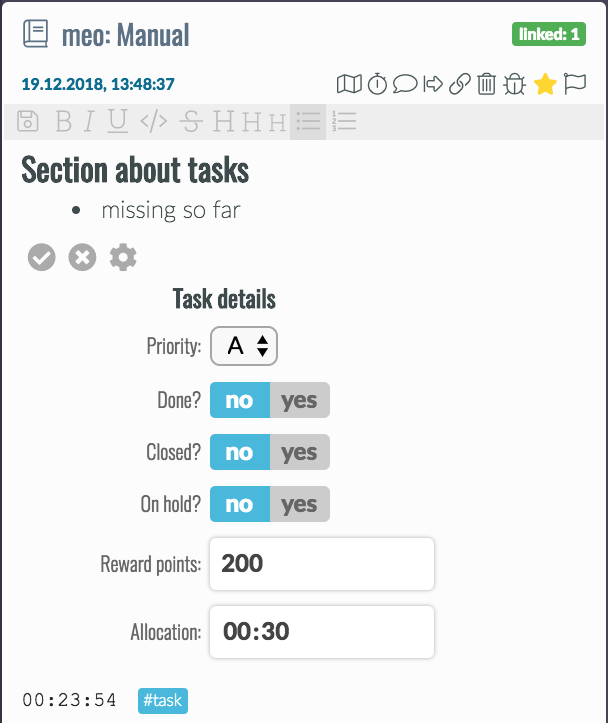 meo: Manual
linked: 1
19.12.2018, 13:48:37
B I U </> S H H H
Section about tasks
• missing so far
Task details
Priority: A
Done? no yes
Closed? no yes
On hold? no yes
Reward points: 200
Allocation: 00:30
00:23:54 #task